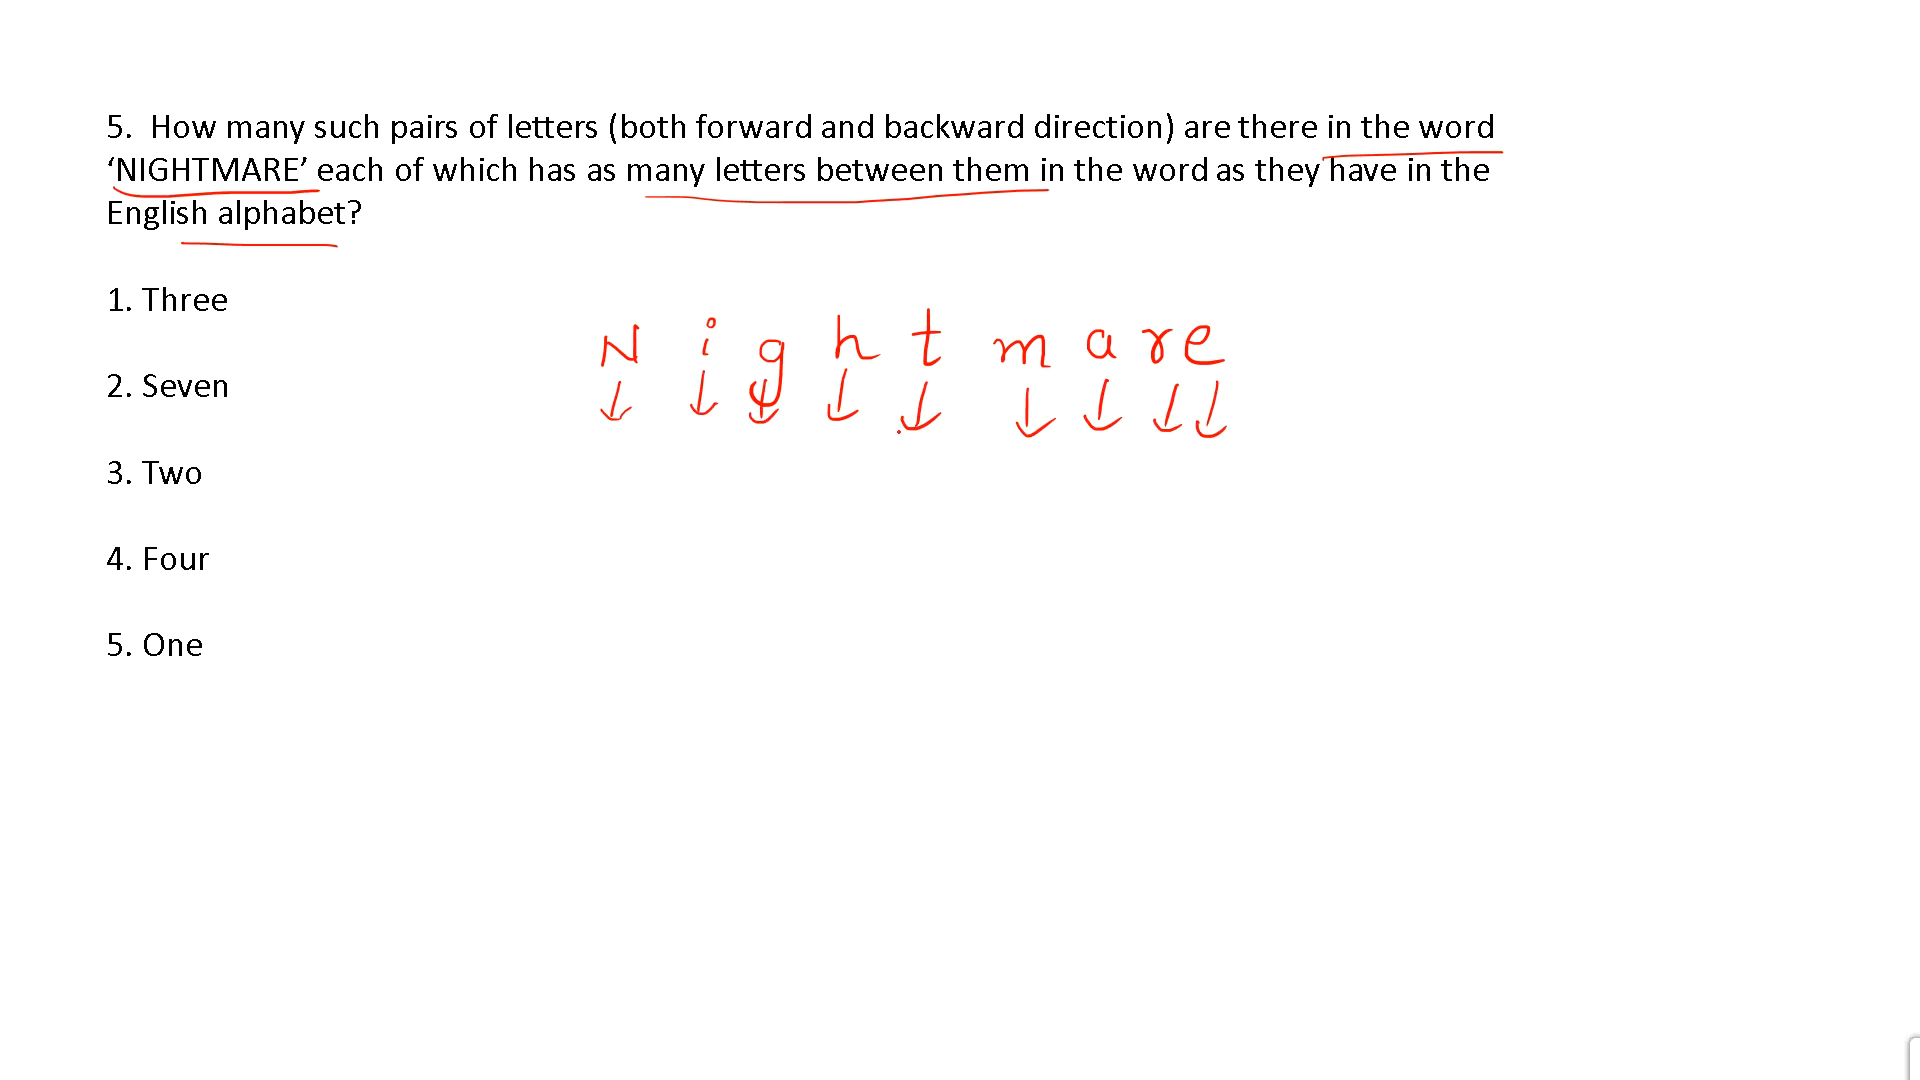 5. How many such pairs of letters (both forward and backward direction) are there in the word
‘NIGHTMARE’ each of which has as many letters between them in the word as they have in the
English alphabet?
1. Three
N i g h t m a r e
2. Seven
3. Two
4. Four
5. One